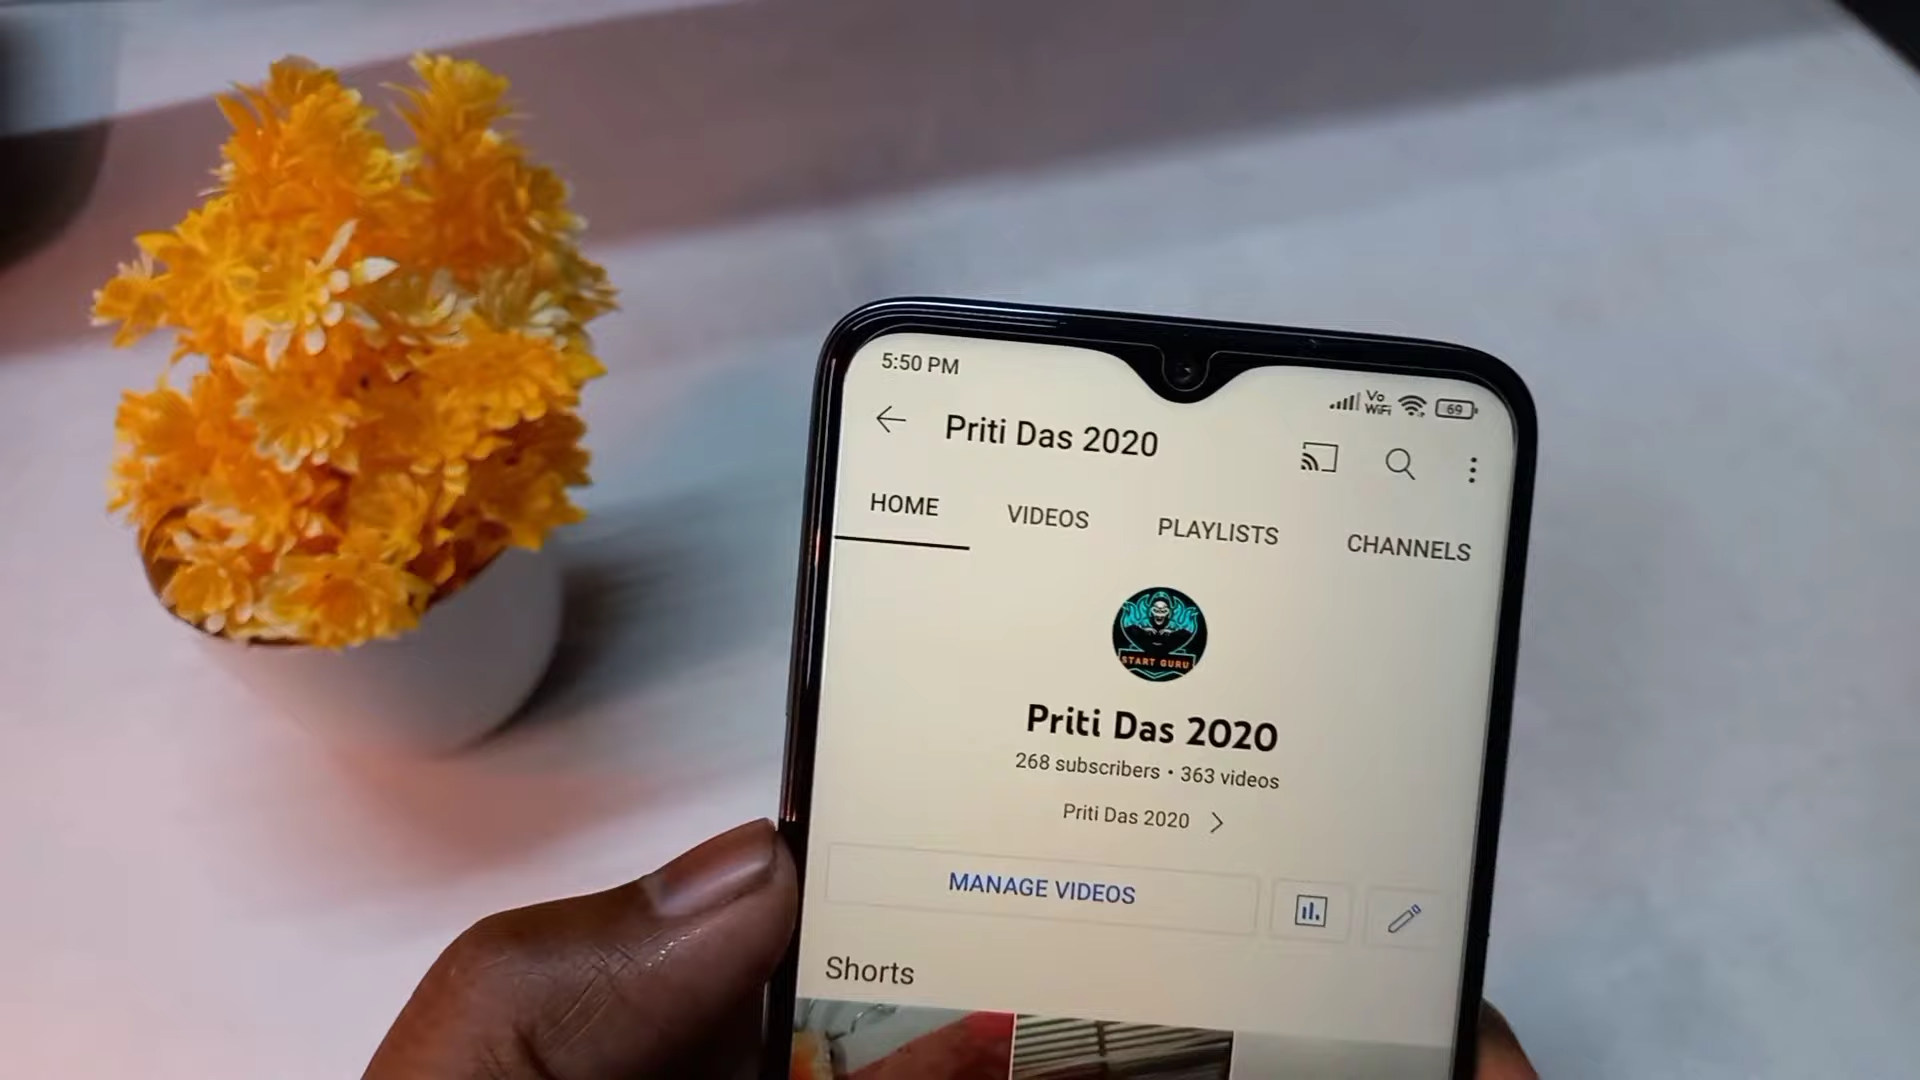 5:50 PM
Vo
WiFi
69
Priti Das 2020
HOME VIDEOS PLAYLISTS CHANNELS
START GURU
Priti Das 2020
268 subscribers • 363 videos
Priti Das 2020
MANAGE VIDEOS
Shorts